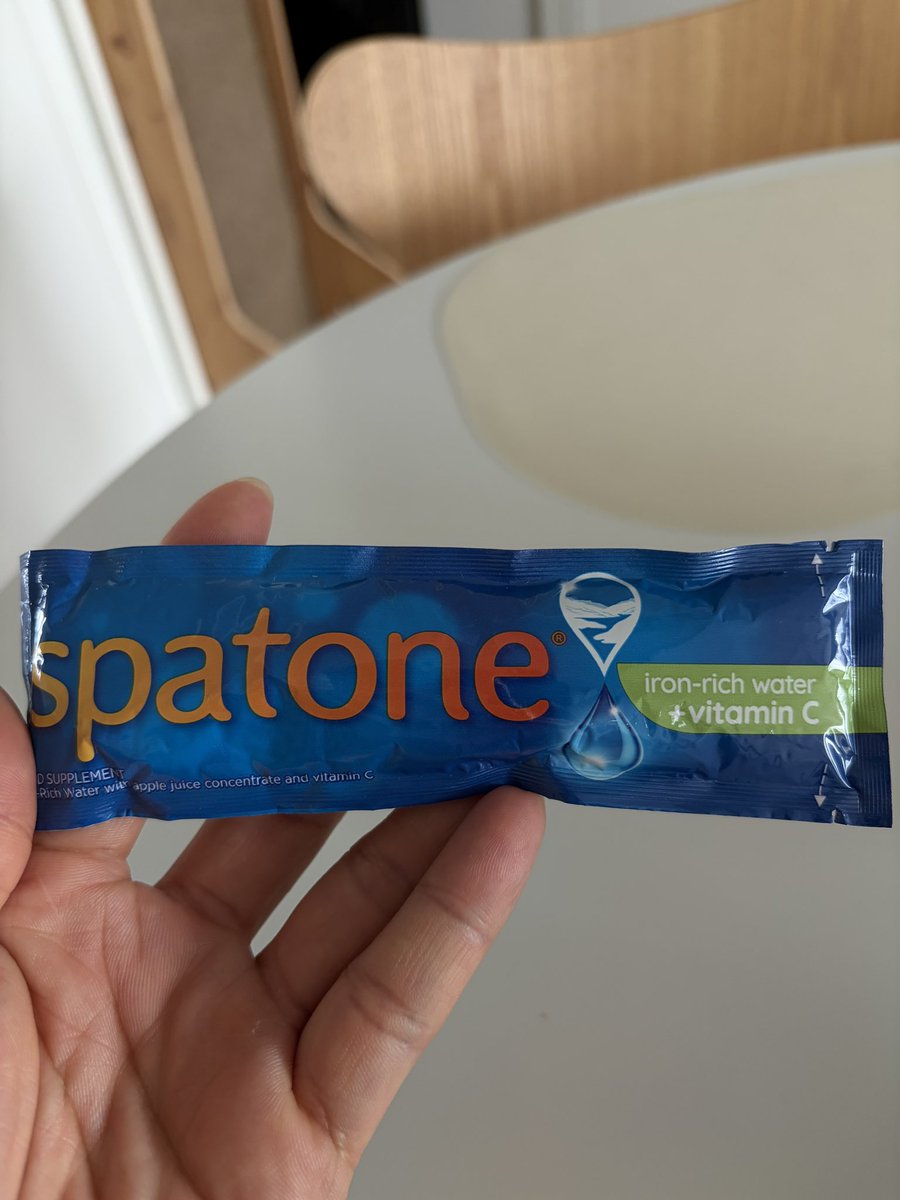 spatone®
iron-rich water
+vitamin C
D SUPPLEMENT
-Rich Water with apple juice concentrate and vitamin C